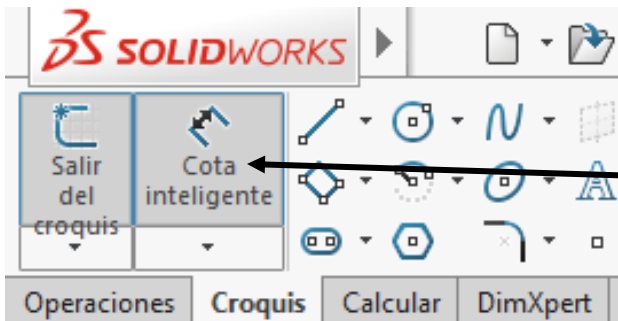 SOLIDWORKS
Salir
del
croquis
Cota
inteligente
Operaciones Croquis Calcular DimXpert